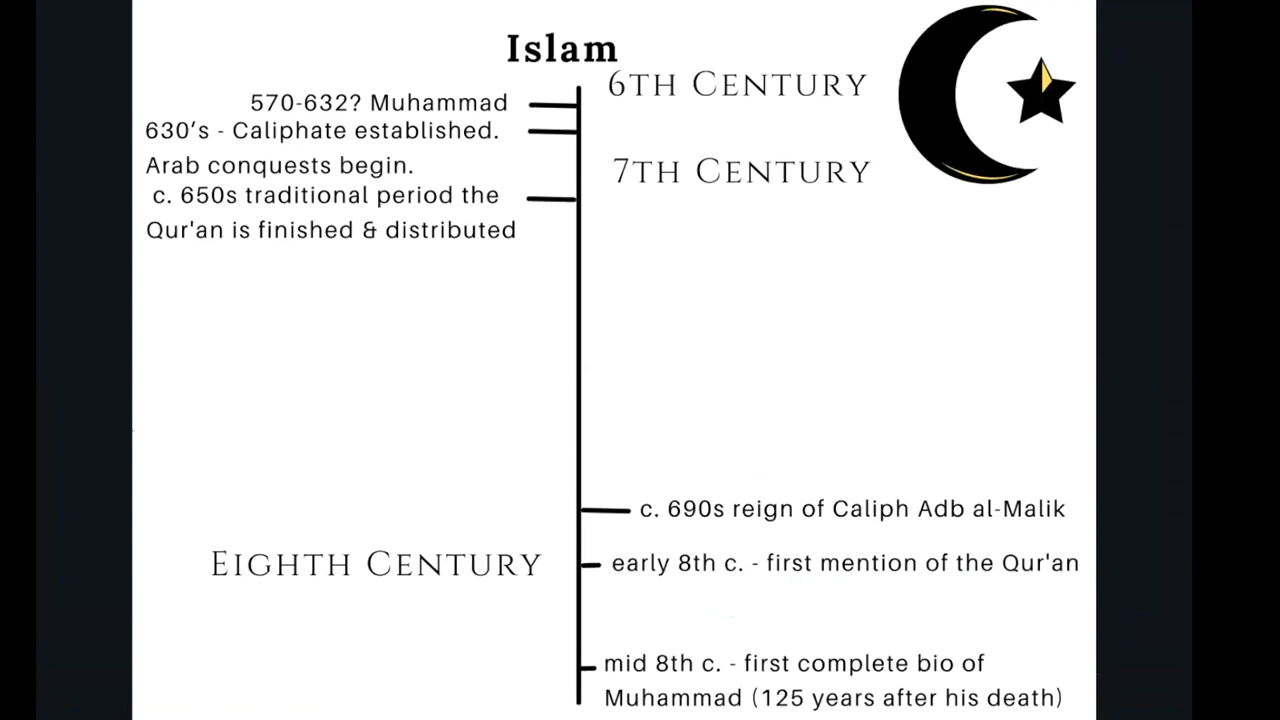 Islam
6TH CENTURY
570-632? Muhammad
630's - Caliphate established.
Arab conquests begin.
7TH CENTURY
c. 650s traditional period the
Qur'an is finished & distributed
c. 690s reign of Caliph Adb al-Malik
EIGHTH CENTURY
early 8th c. - first mention of the Qur'an
mid 8th c. - first complete bio of
Muhammad (125 years after his death)